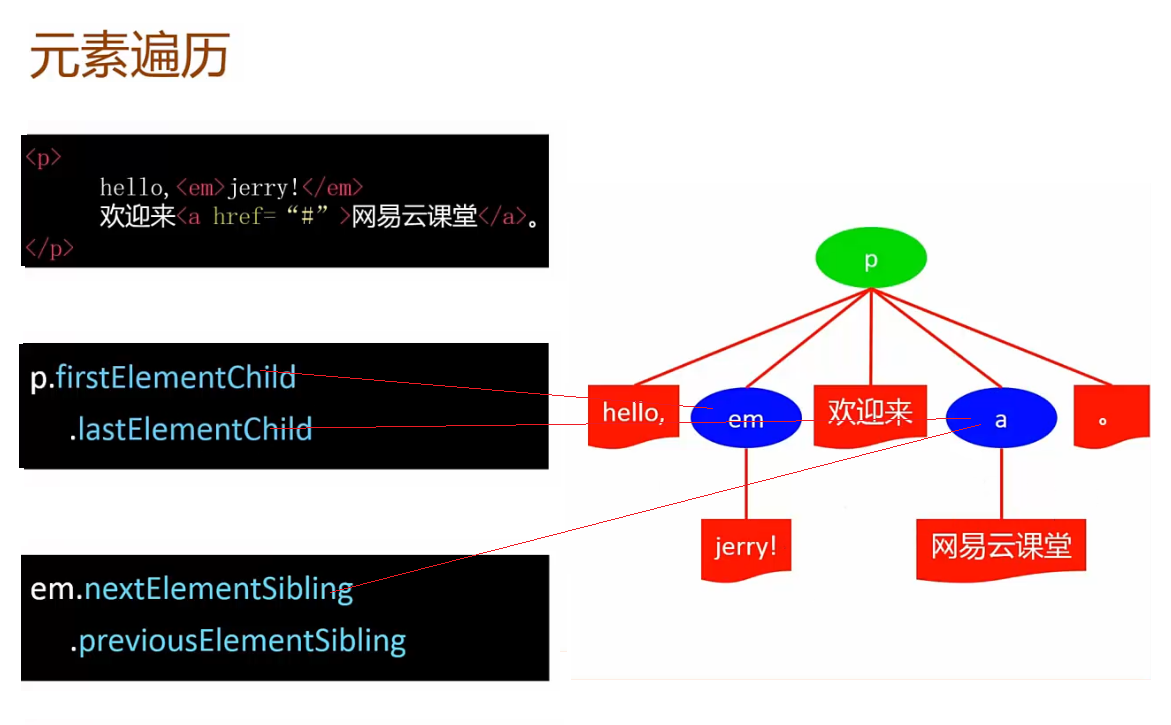 元素遍历
<p>
hello,<em>jerry!</em>
欢迎来<a href=“#”>网易云课堂</a>。
</p>
p.firstElementChild
.lastElementChild
em.nextElementSibling
.previousElementSibling
p
hello,
em
欢迎来
a
。
jerry!
网易云课堂